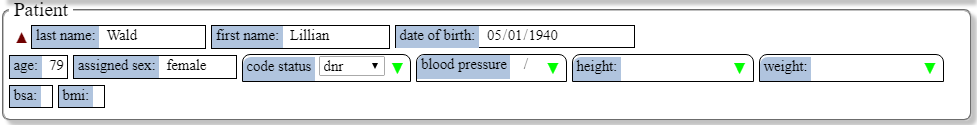 Patient
last name: Wald first name: Lillian date of birth: 05/01/1940
age: 79 assigned sex: female code status dnr blood pressure / height: weight:
bsa: bmi: